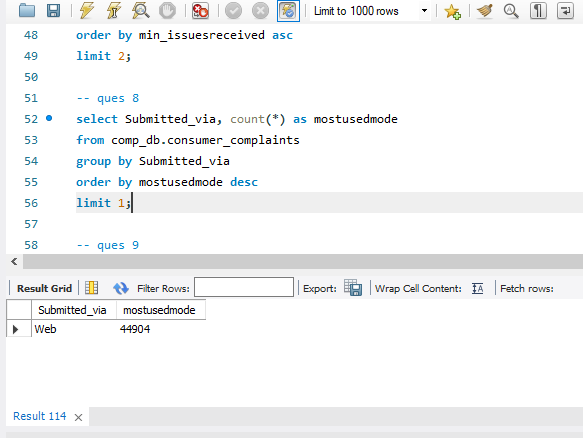 Limit to 1000 rows
48 order by min_issuesreceived asc
49 limit 2;
50
51 -- ques 8
52 select Submitted_via, count(*) as mostusedmode
53 from comp_db.consumer_complaints
54 group by Submitted_via
55 order by mostusedmode desc
56 limit 1;
57
58 -- ques 9
Result Grid Filter Rows: Export: Wrap Cell Content: Fetch rows:
Submitted_via mostusedmode
Web 44904
Result 114